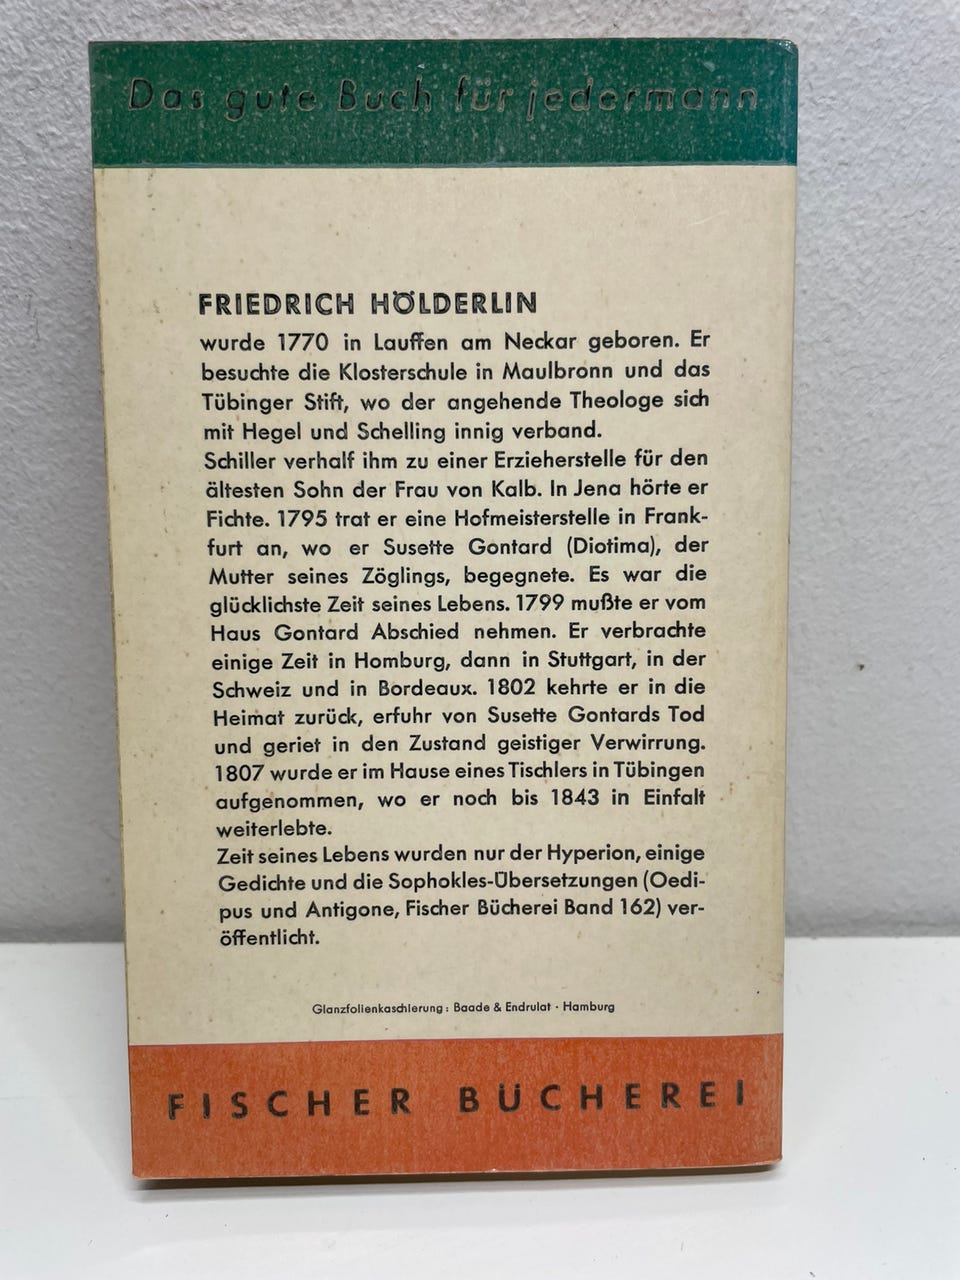 Das gute Buch für jedermann
FRIEDRICH HÖLDERLIN
wurde 1770 in Lauffen am Neckar geboren. Er
besuchte die Klosterschule in Maulbronn und das
Tübinger Stift, wo der angehende Theologe sich
mit Hegel und Schelling innig verband.
Schiller verhalf ihm zu einer Erzieherstelle für den
ältesten Sohn der Frau von Kalb. In Jena hörte er
Fichte. 1795 trat er eine Hofmeisterstelle in Frank-
furt an, wo er Susette Gontard (Diotima), der
Mutter seines Zöglings, begegnete. Es war die
glücklichste Zeit seines Lebens. 1799 mußte er vom
Haus Gontard Abschied nehmen. Er verbrachte
einige Zeit in Homburg, dann in Stuttgart, in der
Schweiz und in Bordeaux. 1802 kehrte er in die
Heimat zurück, erfuhr von Susette Gontards Tod
und geriet in den Zustand geistiger Verwirrung.
1807 wurde er im Hause eines Tischlers in Tübingen
aufgenommen, wo er noch bis 1843 in Einfalt
weiterlebte.
Zeit seines Lebens wurden nur der Hyperion, einige
Gedichte und die Sophokles-Übersetzungen (Oedi-
pus und Antigone, Fischer Bücherei Band 162) ver-
öffentlicht.
Glanzfolienkaschierung: Baade & Endrulat · Hamburg
FISCHER BÜCHEREI